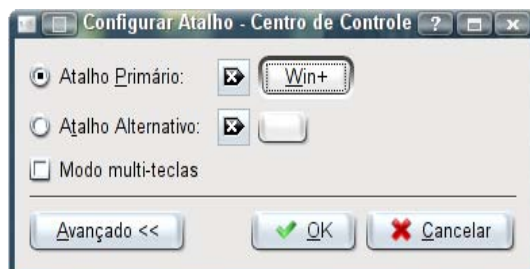 Configurar Atalho - Centro de Controle
Atalho Primário: Win+
Atalho Alternativo:
Modo multi-teclas
Avançado << OK Cancelar